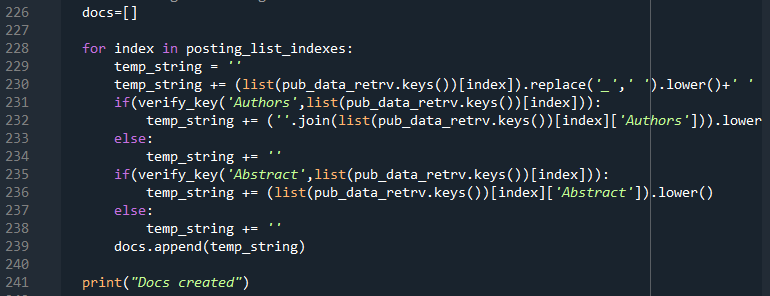 226 docs=[]
227
228 for index in posting_list_indexes:
229 temp_string = ''
230 temp_string += (list(pub_data_retrv.keys())[index]).replace('_',' ').lower()+' '
231 if(verify_key('Authors',list(pub_data_retrv.keys())[index])):
232 temp_string += (''.join(list(pub_data_retrv.keys())[index]['Authors'])).lower
233 else:
234 temp_string += ''
235 if(verify_key('Abstract',list(pub_data_retrv.keys())[index])):
236 temp_string += (list(pub_data_retrv.keys())[index]['Abstract']).lower()
237 else:
238 temp_string += ''
239 docs.append(temp_string)
240
241 print("Docs created")